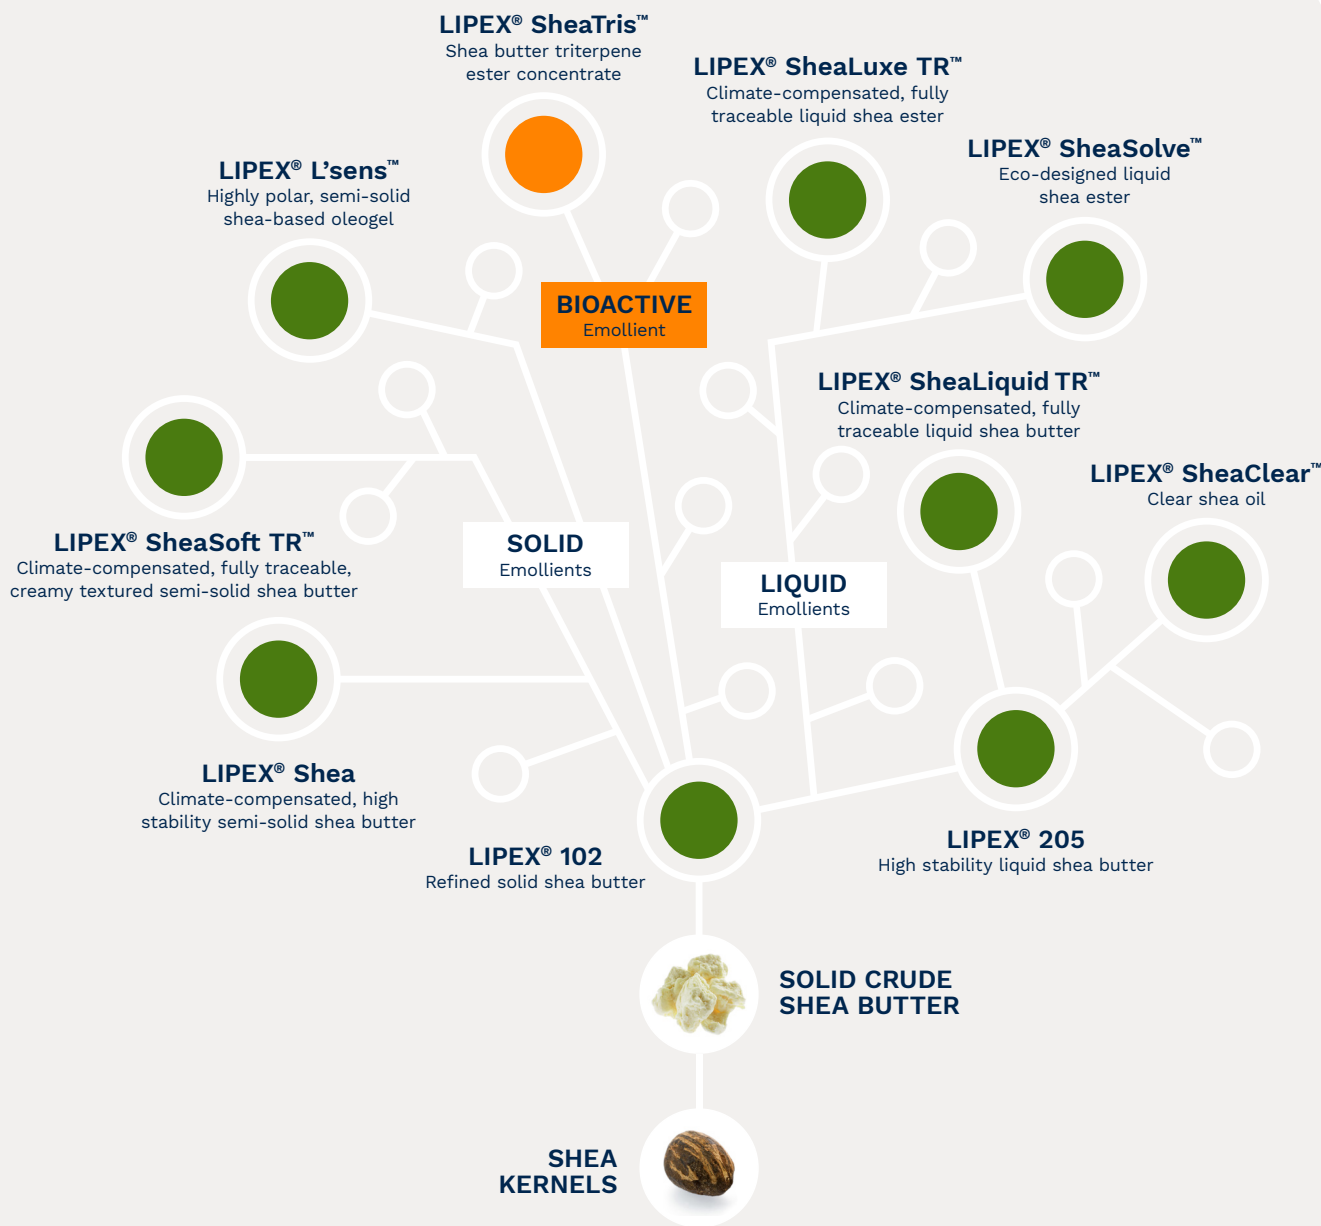 LIPEX® SheaTris™
Shea butter triterpene
ester concentrate
LIPEX® SheaLuxe TR™
Climate-compensated, fully
traceable liquid shea ester
LIPEX® SheaSolve™
Eco-designed liquid
shea ester
LIPEX® L’sens™
Highly polar, semi-solid
shea-based oleogel
BIOACTIVE
Emollient
LIPEX® SheaLiquid TR™
Climate-compensated, fully
traceable liquid shea butter
LIPEX® SheaClear™
Clear shea oil
LIPEX® SheaSoft TR™
Climate-compensated, fully traceable,
creamy textured semi-solid shea butter
SOLID
Emollients
LIQUID
Emollients
LIPEX® Shea
Climate-compensated, high
stability semi-solid shea butter
LIPEX® 102
Refined solid shea butter
LIPEX® 205
High stability liquid shea butter
SOLID CRUDE
SHEA BUTTER
SHEA
KERNELS